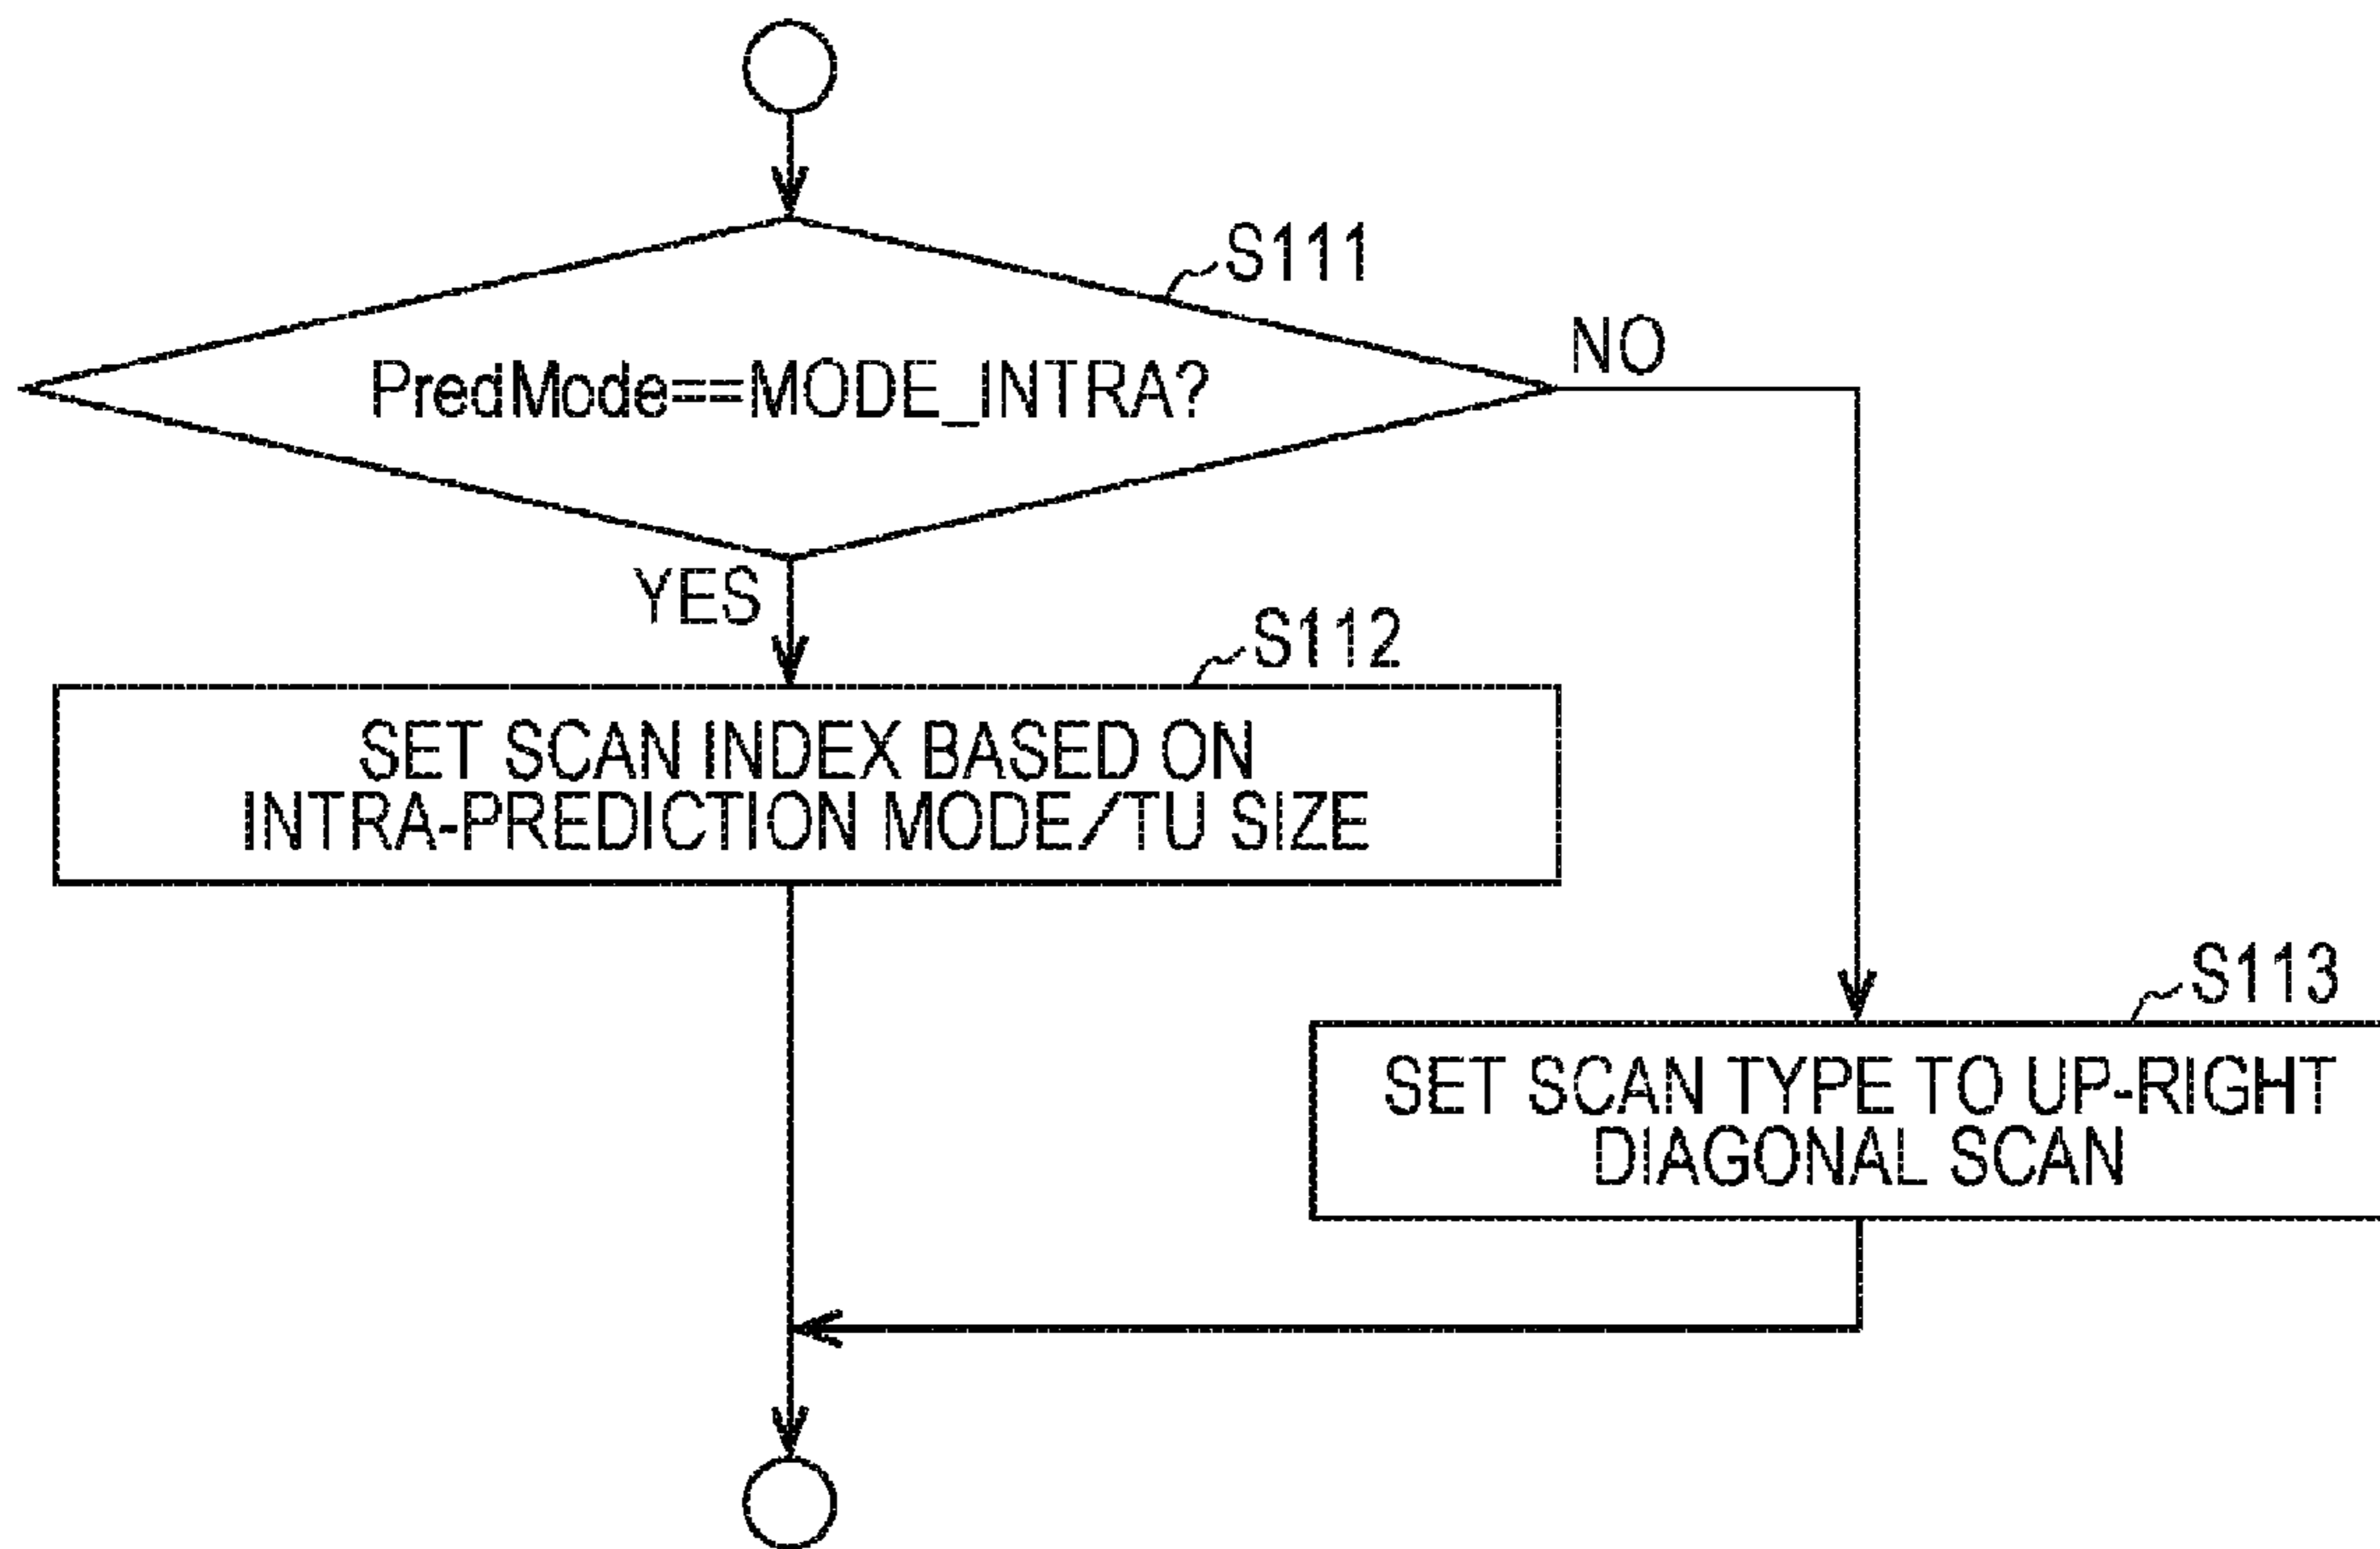 S111
PredMode==MODE_INTRA?
NO
YES
S112
SET SCAN INDEX BASED ON
INTRA-PREDICTION MODE/TU SIZE
S113
SET SCAN TYPE TO UP-RIGHT
DIAGONAL SCAN